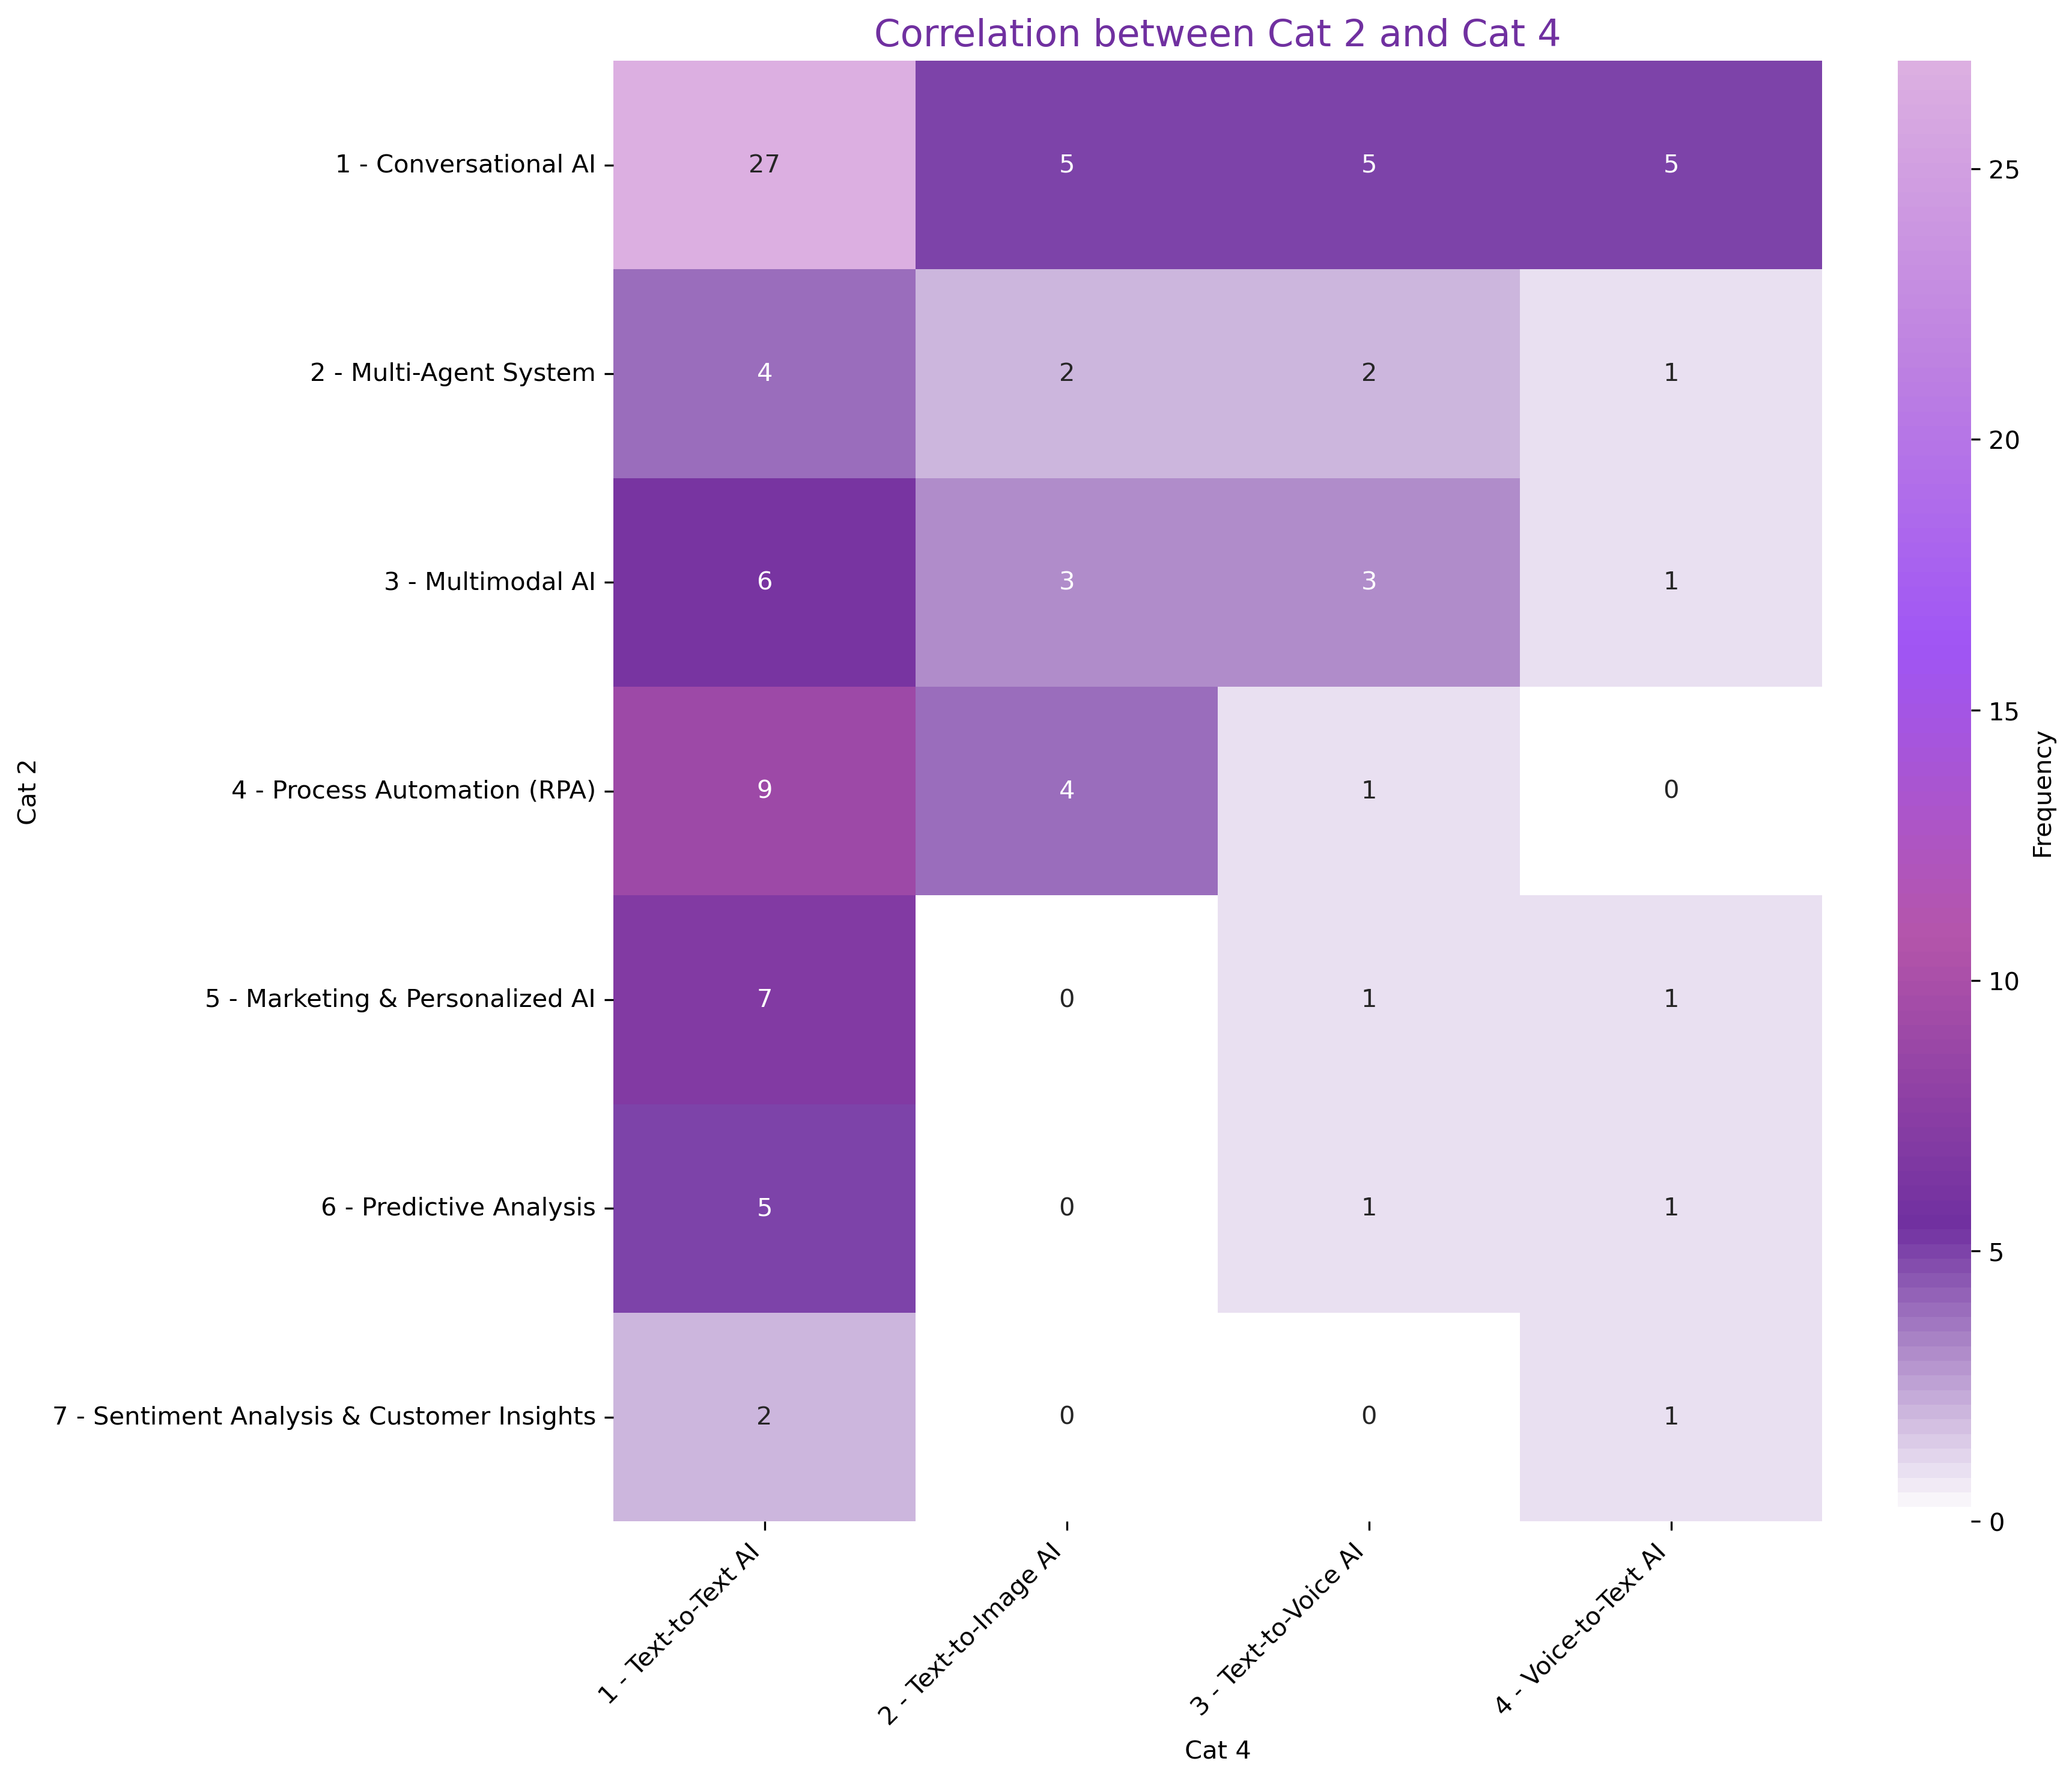 Correlation between Cat 2 and Cat 4
Cat 2
1 - Conversational AI
27 5 5 5
2 - Multi-Agent System
4 2 2 1
3 - Multimodal AI
6 3 3 1
4 - Process Automation (RPA)
9 4 1 0
5 - Marketing & Personalized AI
7 0 1 1
6 - Predictive Analysis
5 0 1 1
7 - Sentiment Analysis & Customer Insights
2 0 0 1
1 - Text-to-Text AI
2 - Text-to-Image AI
3 - Text-to-Voice AI
4 - Voice-to-Text AI
Cat 4
25
20
15
10
5
0
Frequency